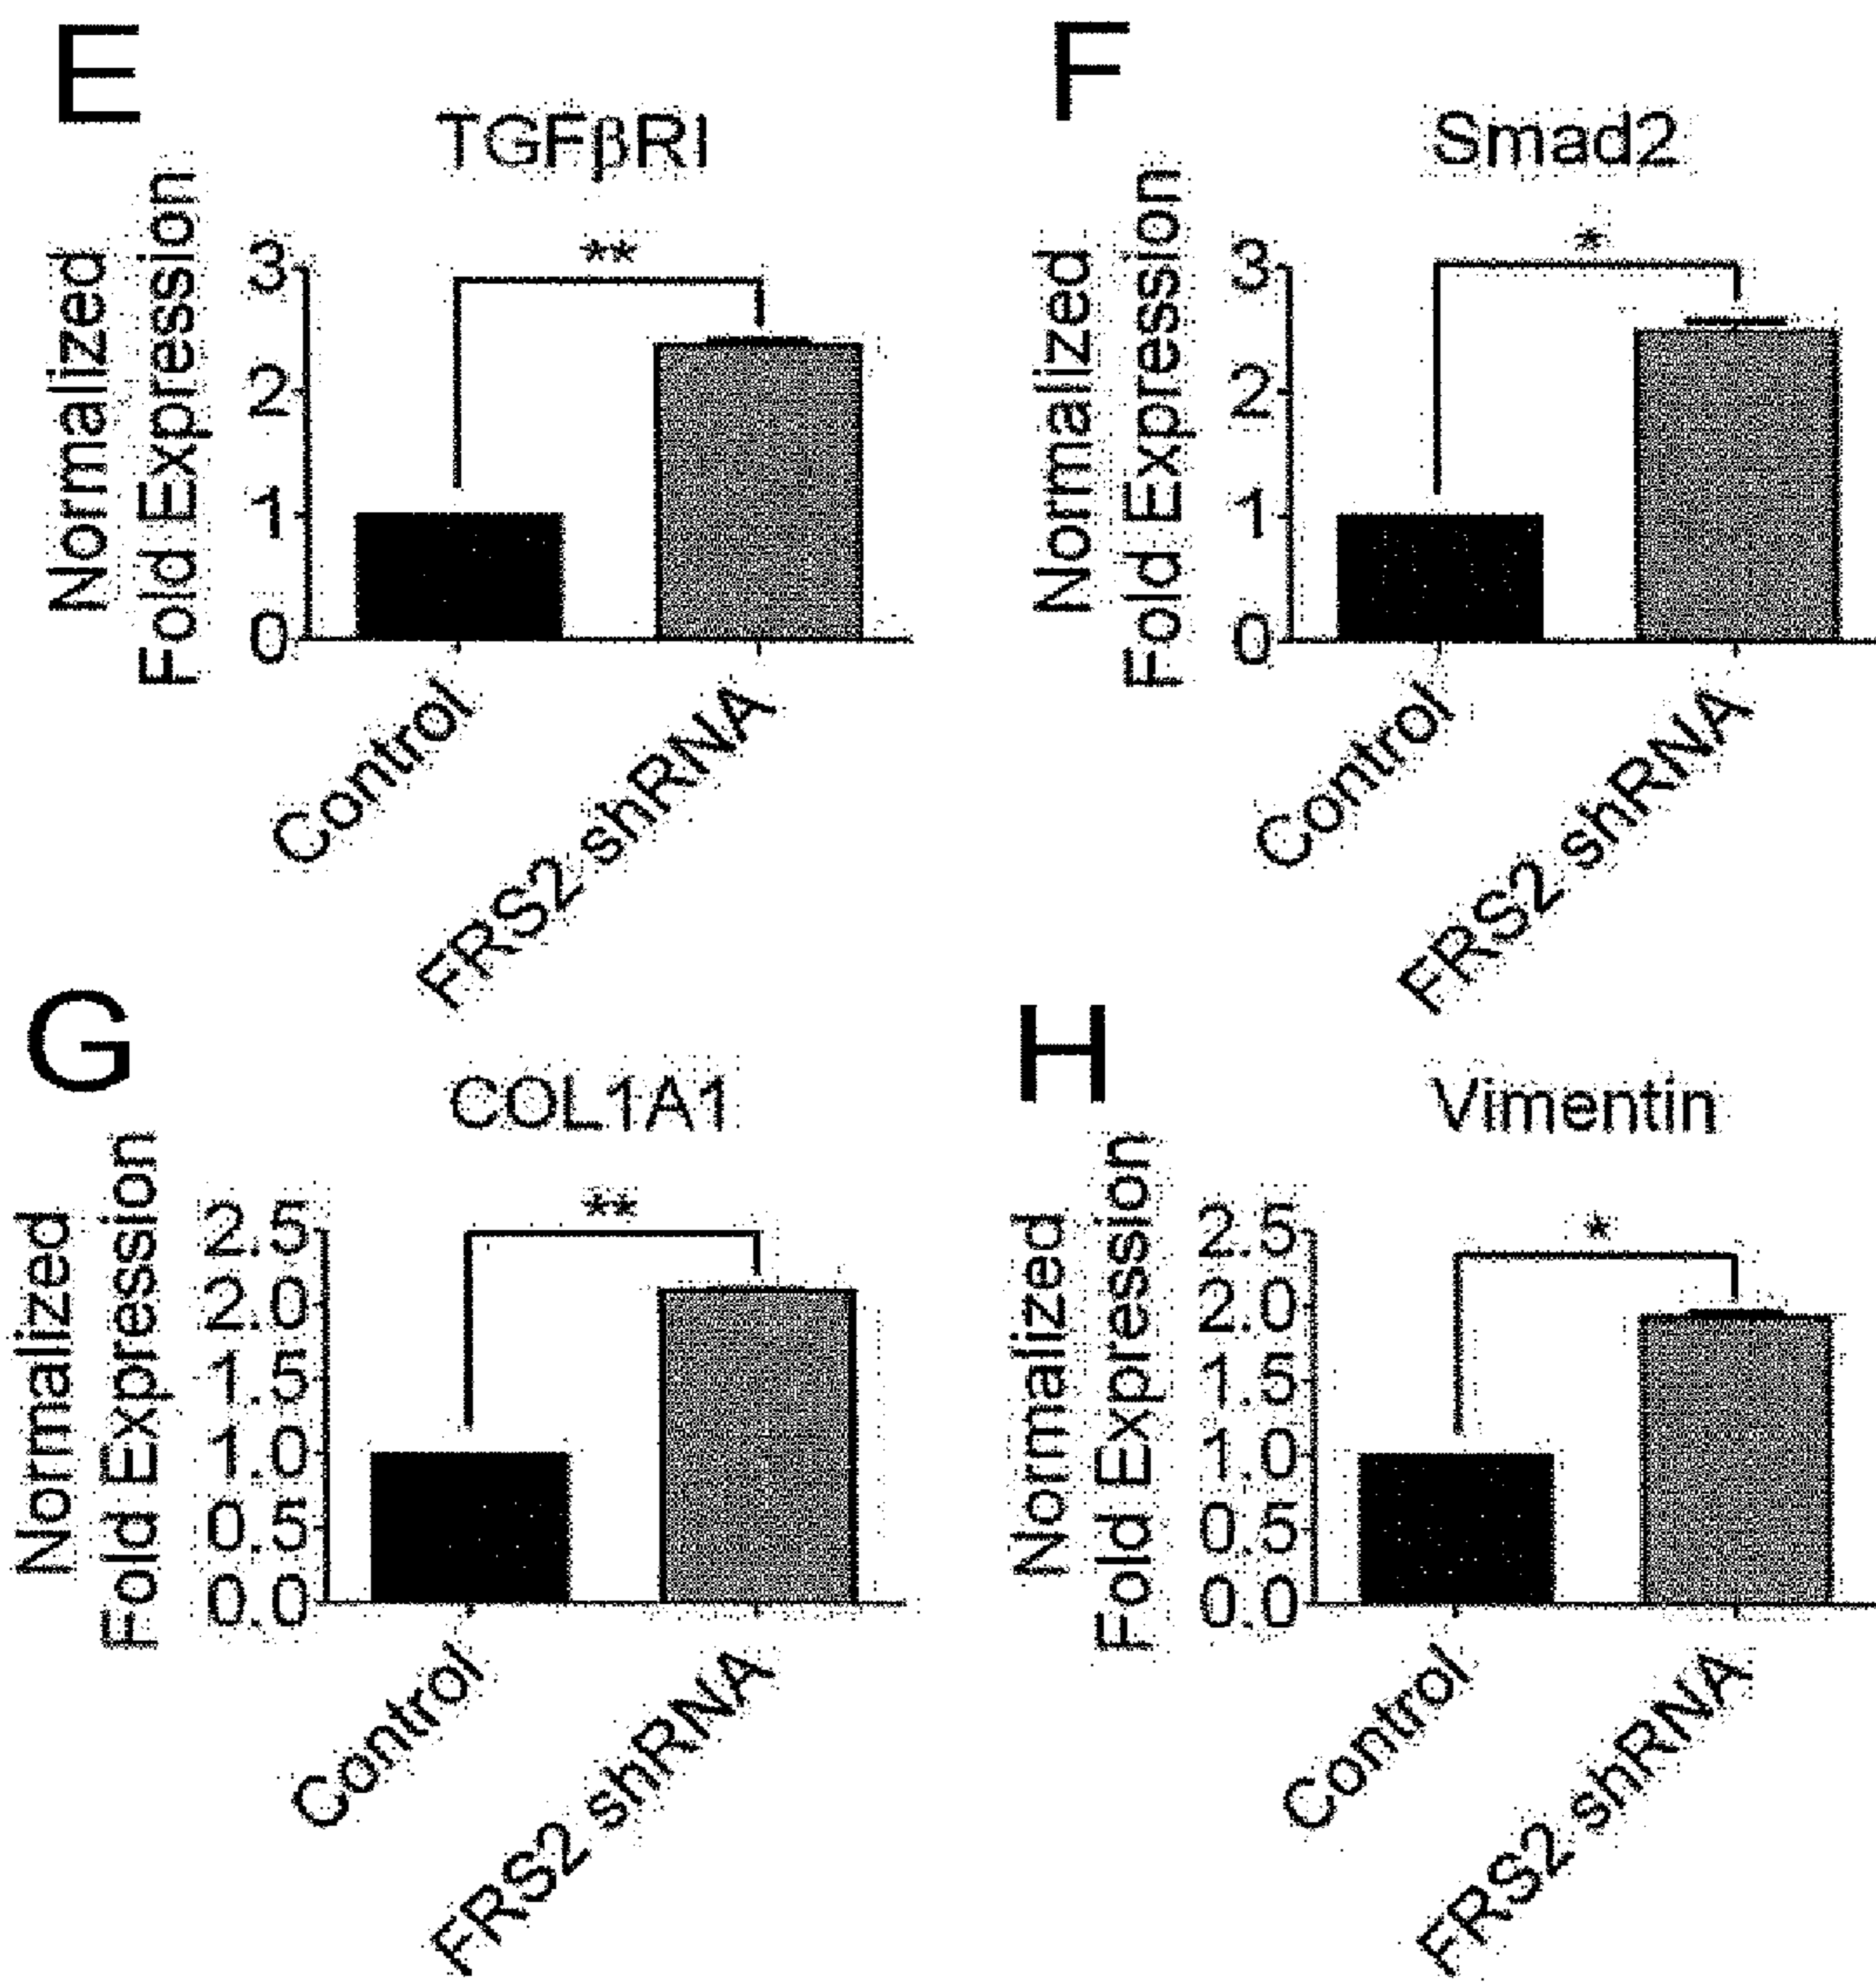 E
TGFβRI
Normalized
Fold Expression
3
2
1
0
**
Control
FRS2 shRNA
F
Smad2
Normalized
Fold Expression
3
2
1
0
*
Control
FRS2 shRNA
G
COL1A1
Normalized
Fold Expression
2.5
2.0
1.5
1.0
0.5
0.0
**
Control
FRS2 shRNA
H
Vimentin
Normalized
Fold Expression
2.5
2.0
1.5
1.0
0.5
0.0
*
Control
FRS2 shRNA